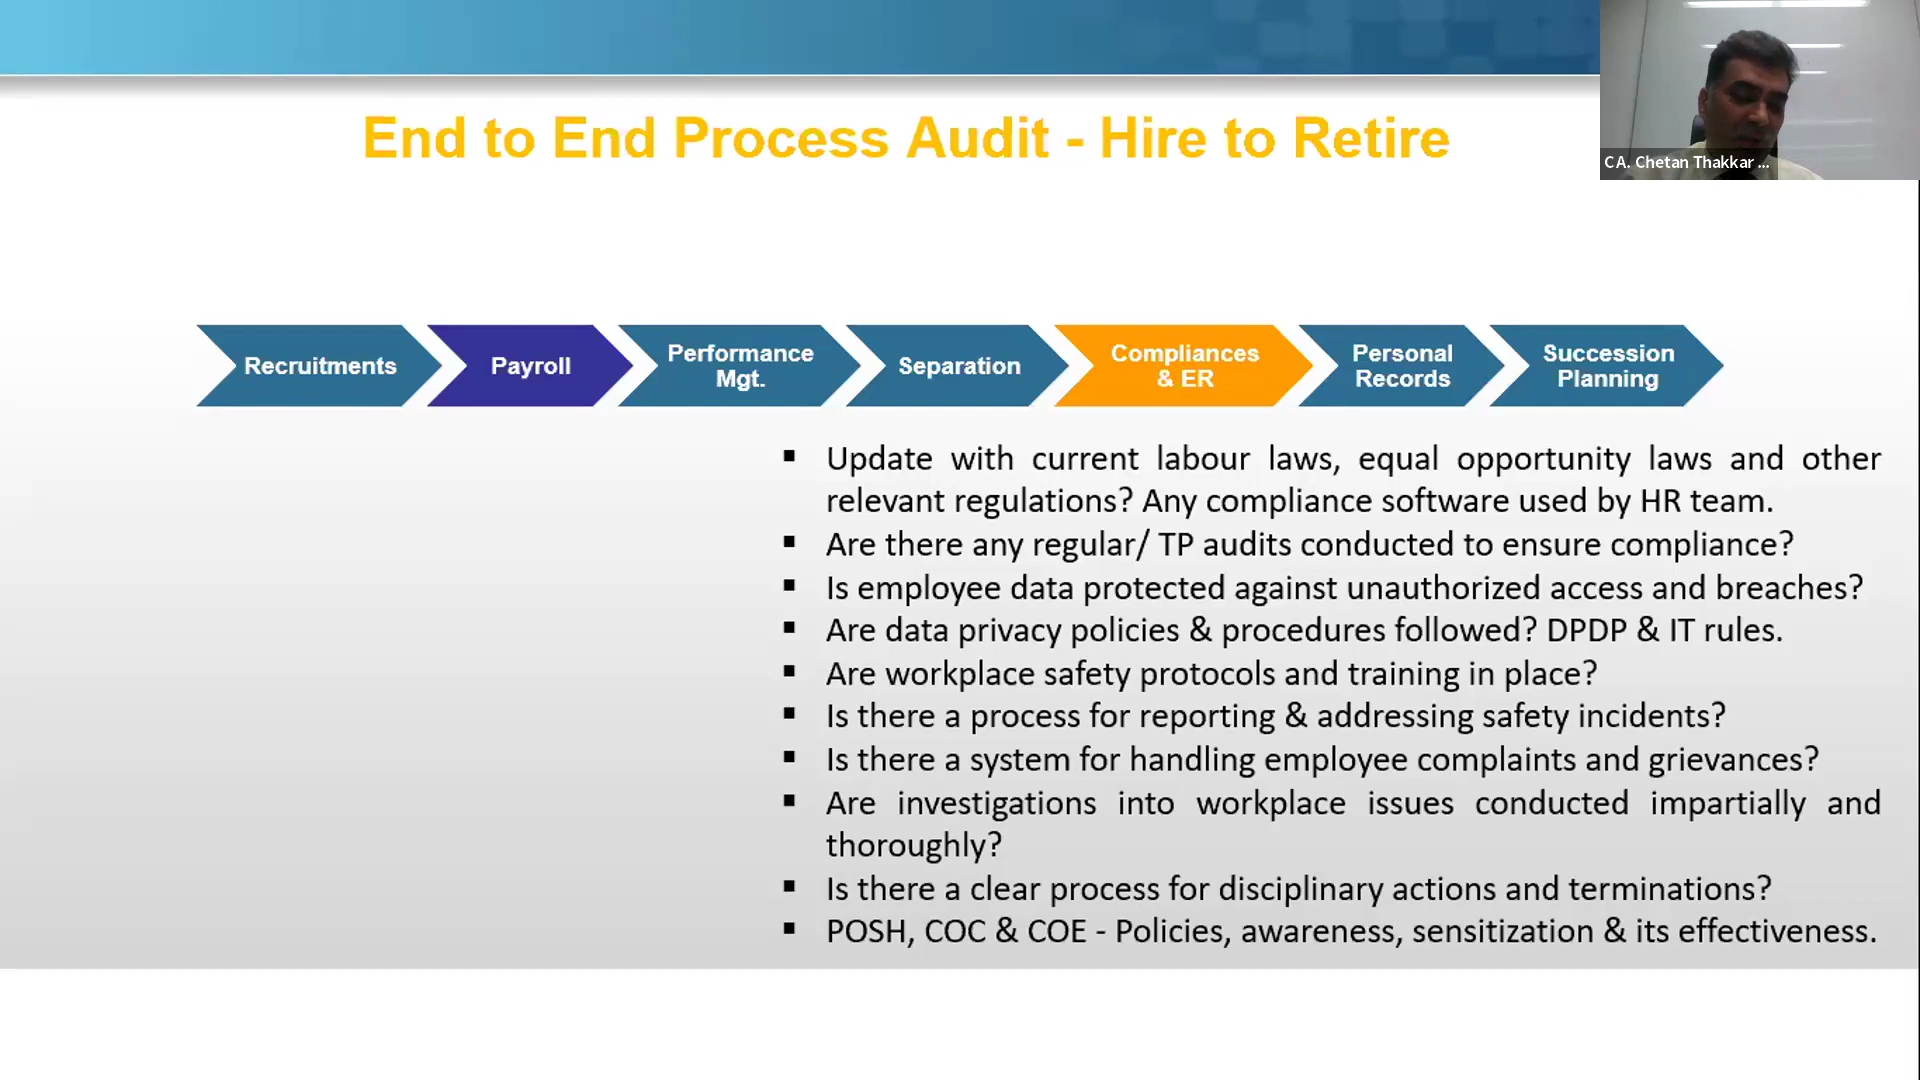 End to End Process Audit - Hire to Retire
CA. Chetan Thakkar ...
Recruitments
Payroll
Performance
Mgt.
Separation
Compliances
& ER
Personal
Records
Succession
Planning
▪ Update with current labour laws, equal opportunity laws and other
relevant regulations? Any compliance software used by HR team.
▪ Are there any regular/ TP audits conducted to ensure compliance?
▪ Is employee data protected against unauthorized access and breaches?
▪ Are data privacy policies & procedures followed? DPDP & IT rules.
▪ Are workplace safety protocols and training in place?
▪ Is there a process for reporting & addressing safety incidents?
▪ Is there a system for handling employee complaints and grievances?
▪ Are investigations into workplace issues conducted impartially and
thoroughly?
▪ Is there a clear process for disciplinary actions and terminations?
▪ POSH, COC & COE - Policies, awareness, sensitization & its effectiveness.